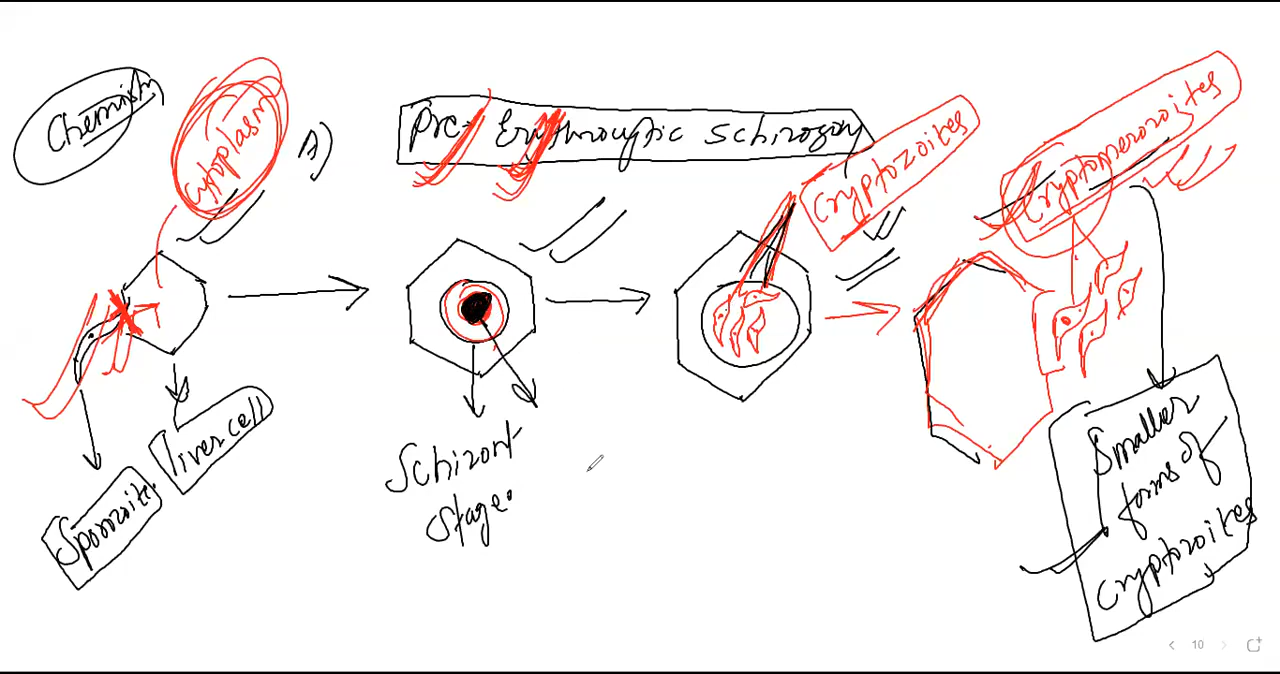 Chemistry
cytoplasm
A)
Pre- Erythrocytic Schizogony
Cryptozoites
Cryptomerozoites
Sporozoite
liver cell
Schizont
stage.
Smaller
forms of
cryptozoites
10